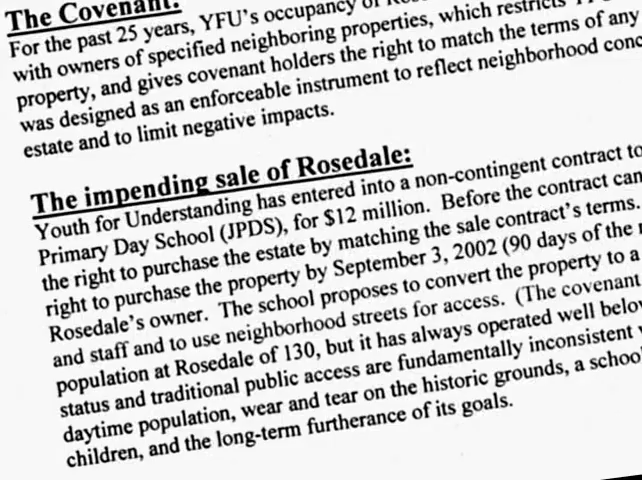 The Covenant:
For the past 25 years, YFU's occupancy of
with owners of specified neighboring properties, which restricts
property, and gives covenant holders the right to match the terms of any
was designed as an enforceable instrument to reflect neighborhood conc
estate and to limit negative impacts.
The impending sale of Rosedale:
Youth for Understanding has entered into a non-contingent contract to
Primary Day School (JPDS), for $12 million. Before the contract can
the right to purchase the estate by matching the sale contract's terms.
right to purchase the property by September 3, 2002 (90 days of the
Rosedale's owner. The school proposes to convert the property to a
and staff and to use neighborhood streets for access. (The covenant
population at Rosedale of 130, but it has always operated well below
status and traditional public access are fundamentally inconsistent
daytime population, wear and tear on the historic grounds, a school
children, and the long-term furtherance of its goals.